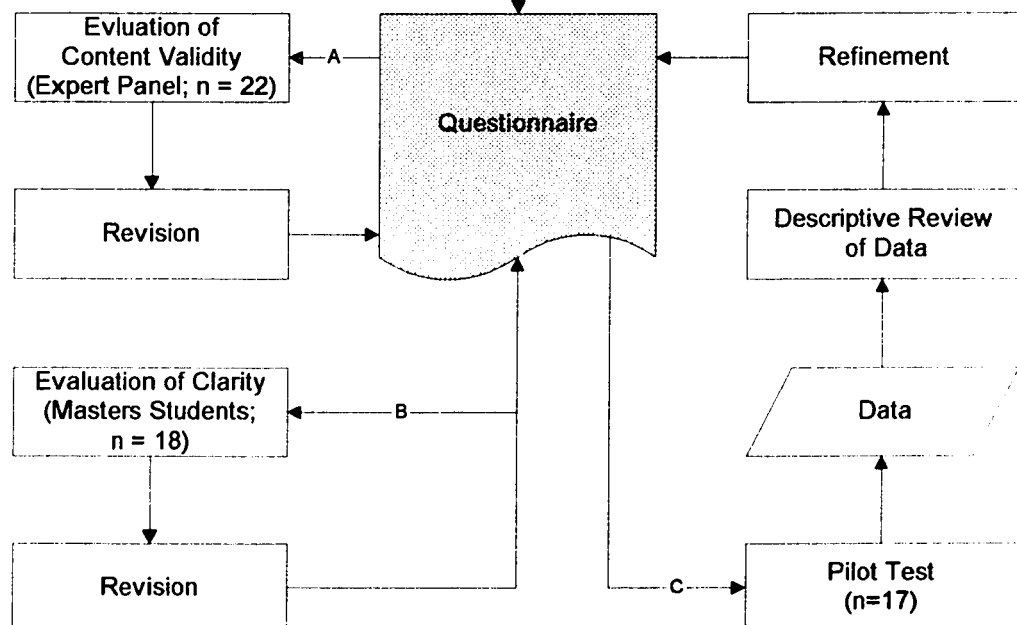 Evluation of
Content Validity
(Expert Panel; n = 22)
A
Questionnaire
Refinement
Revision
Descriptive Review
of Data
Evaluation of Clarity
(Masters Students;
n = 18)
B
Data
Revision
C
Pilot Test
(n=17)